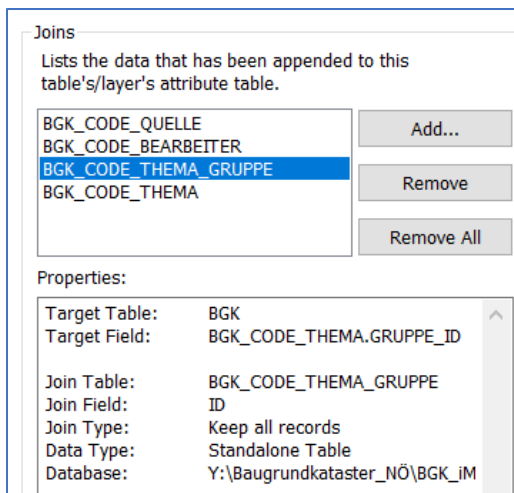 Joins
Lists the data that has been appended to this
table's/layer's attribute table.
BGK_CODE_QUELLE
BGK_CODE_BEARBEITER
BGK_CODE_THEMA_GRUPPE
BGK_CODE_THEMA
Add...
Remove
Remove All
Properties:
Target Table: BGK
Target Field: BGK_CODE_THEMA.GRUPPE_ID
Join Table: BGK_CODE_THEMA_GRUPPE
Join Field: ID
Join Type: Keep all records
Data Type: Standalone Table
Database: Y:\Baugrundkataster_NÖ\BGK_iM